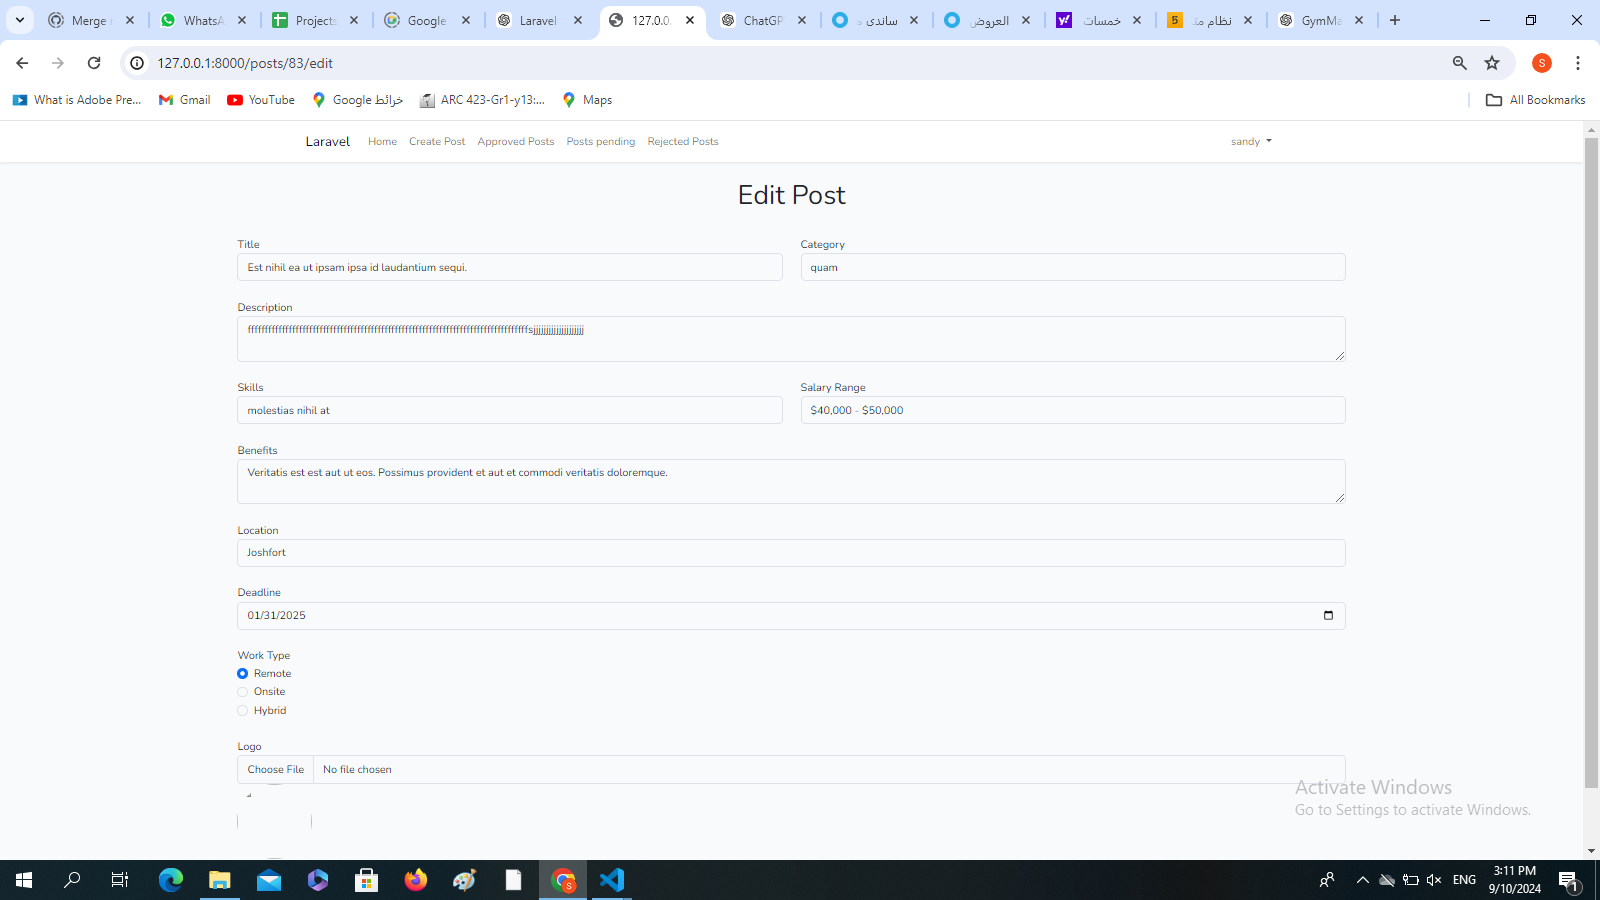 Merge
WhatsA
Projects
Google
Laravel
127.0.0.
ChatGP
ساندى
العروض
خمسات
نظام مت
GymMa
127.0.0.1:8000/posts/83/edit
S
What is Adobe Pre...
Gmail
YouTube
Google خرائط
ARC 423-Gr1-y13:...
Maps
All Bookmarks
Laravel Home Create Post Approved Posts Posts pending Rejected Posts sandy
Edit Post
Title
Category
Est nihil ea ut ipsam ipsa id laudantium sequi.
quam
Description
Skills
Salary Range
molestias nihil at
$40,000 - $50,000
Benefits
Veritatis est est aut ut eos. Possimus provident et aut et commodi veritatis doloremque.
Location
Joshfort
Deadline
01/31/2025
Work Type
Remote
Onsite
Hybrid
Logo
Choose File No file chosen
Activate Windows
Go to Settings to activate Windows.
ENG
3:11 PM
9/10/2024
1